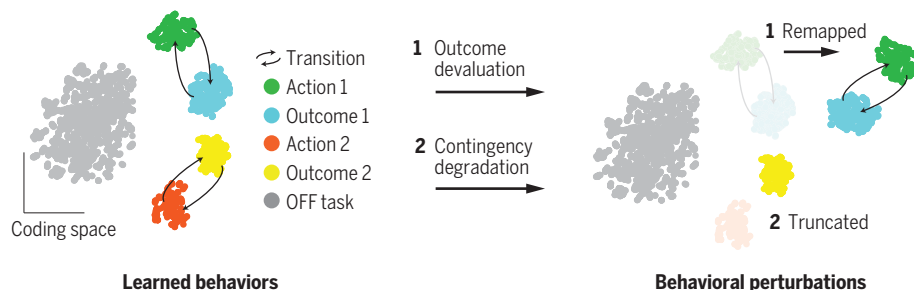 Transition
Action 1
Outcome 1
Action 2
Outcome 2
OFF task
Coding space
Learned behaviors
1 Outcome
devaluation
2 Contingency
degradation
1 Remapped
2 Truncated
Behavioral perturbations